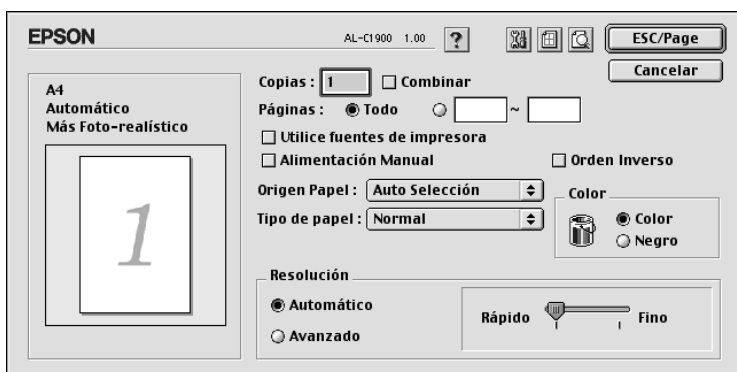 EPSON AL-C1900 1.00 ? ESC/Page
Cancelar
A4
Automático
Más Foto-realístico
1
Copias : 1 Combinar
Páginas : Todo ~
Utilice fuentes de impresora
Alimentación Manual Orden Inverso
Origen Papel : Auto Selección
Tipo de papel : Normal
Color
Color
Negro
Resolución
Automático
Avanzado
Rápido Fino